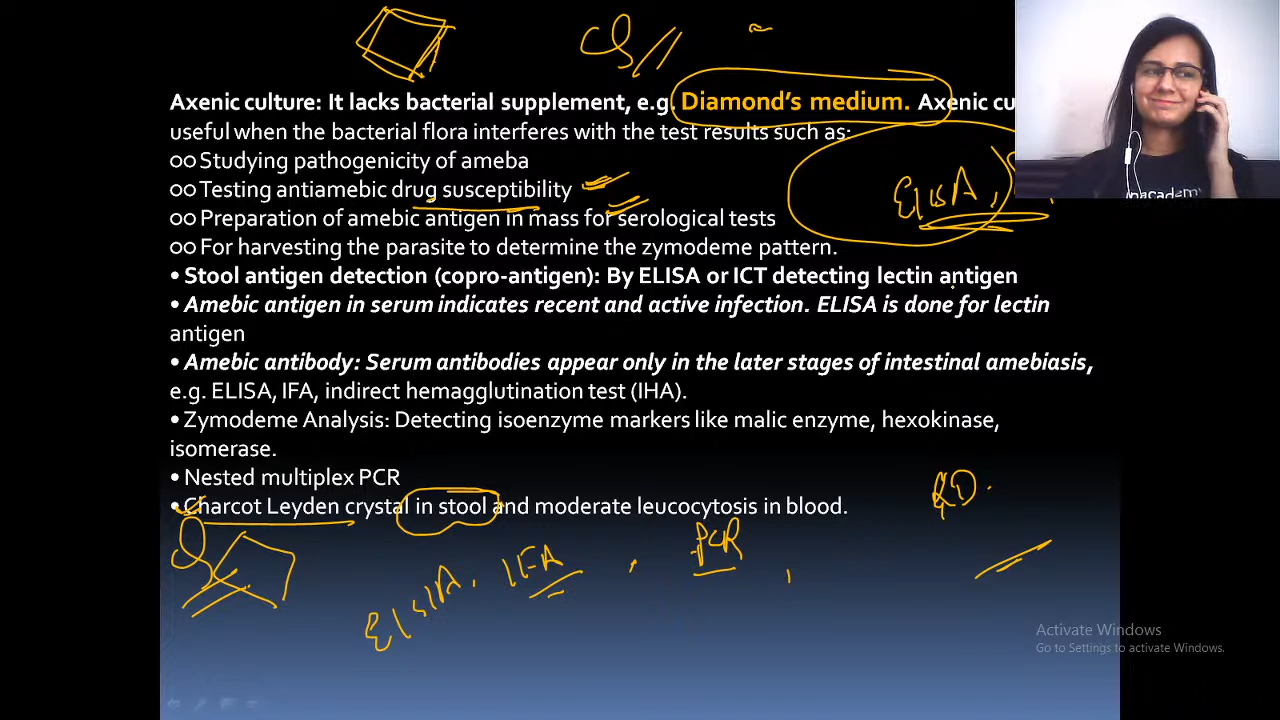 Axenic culture: It lacks bacterial supplement, e.g. Diamond's medium. Axenic cu
useful when the bacterial flora interferes with the test results such as:
○○ Studying pathogenicity of ameba
○○ Testing antiamebic drug susceptibility
○○ Preparation of amebic antigen in mass for serological tests
ElisA,
nacademy
○○ For harvesting the parasite to determine the zymodeme pattern.
• Stool antigen detection (copro-antigen): By ELISA or ICT detecting lectin antigen
• Amebic antigen in serum indicates recent and active infection. ELISA is done for lectin
antigen
• Amebic antibody: Serum antibodies appear only in the later stages of intestinal amebiasis,
e.g. ELISA, IFA, indirect hemagglutination test (IHA).
• Zymodeme Analysis: Detecting isoenzyme markers like malic enzyme, hexokinase,
isomerase.
• Nested multiplex PCR
• Charcot Leyden crystal in stool and moderate leucocytosis in blood.
ElSIA, IFA, PCR,
Activate Windows
Go to Settings to activate Windows.